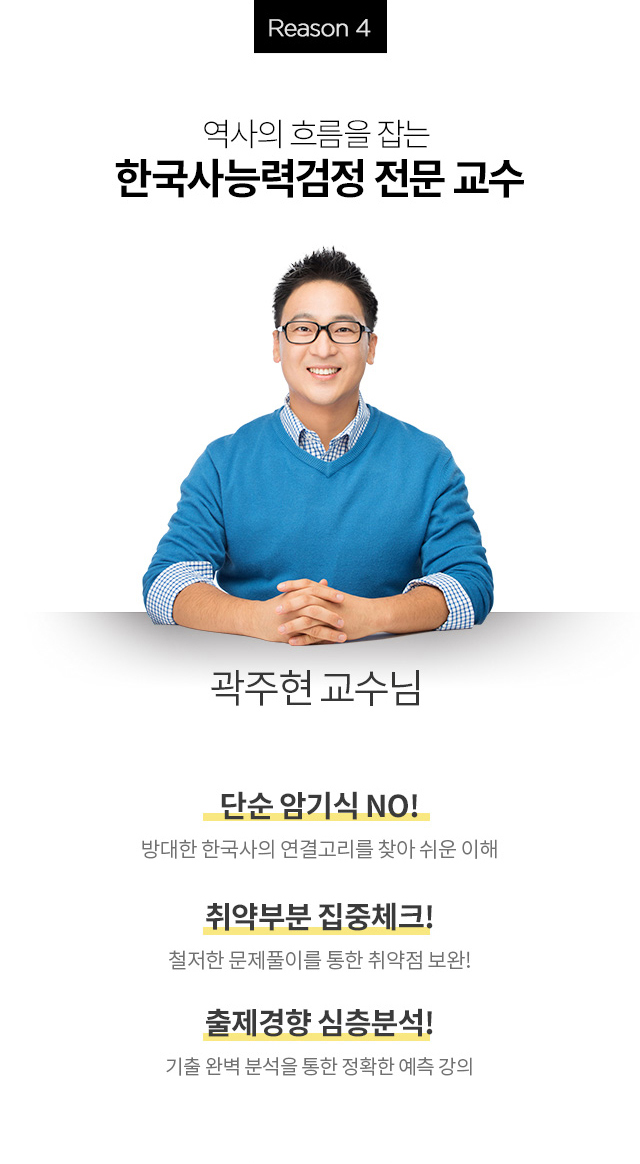 Reason 4
역사의 흐름을 잡는
한국사능력검정 전문 교수
곽주현 교수님
단순 암기식 NO!
방대한 한국사의 연결고리를 찾아 쉬운 이해
취약부분 집중체크!
철저한 문제풀이를 통한 취약점 보완!
출제경향 심층분석!
기출 완벽 분석을 통한 정확한 예측 강의